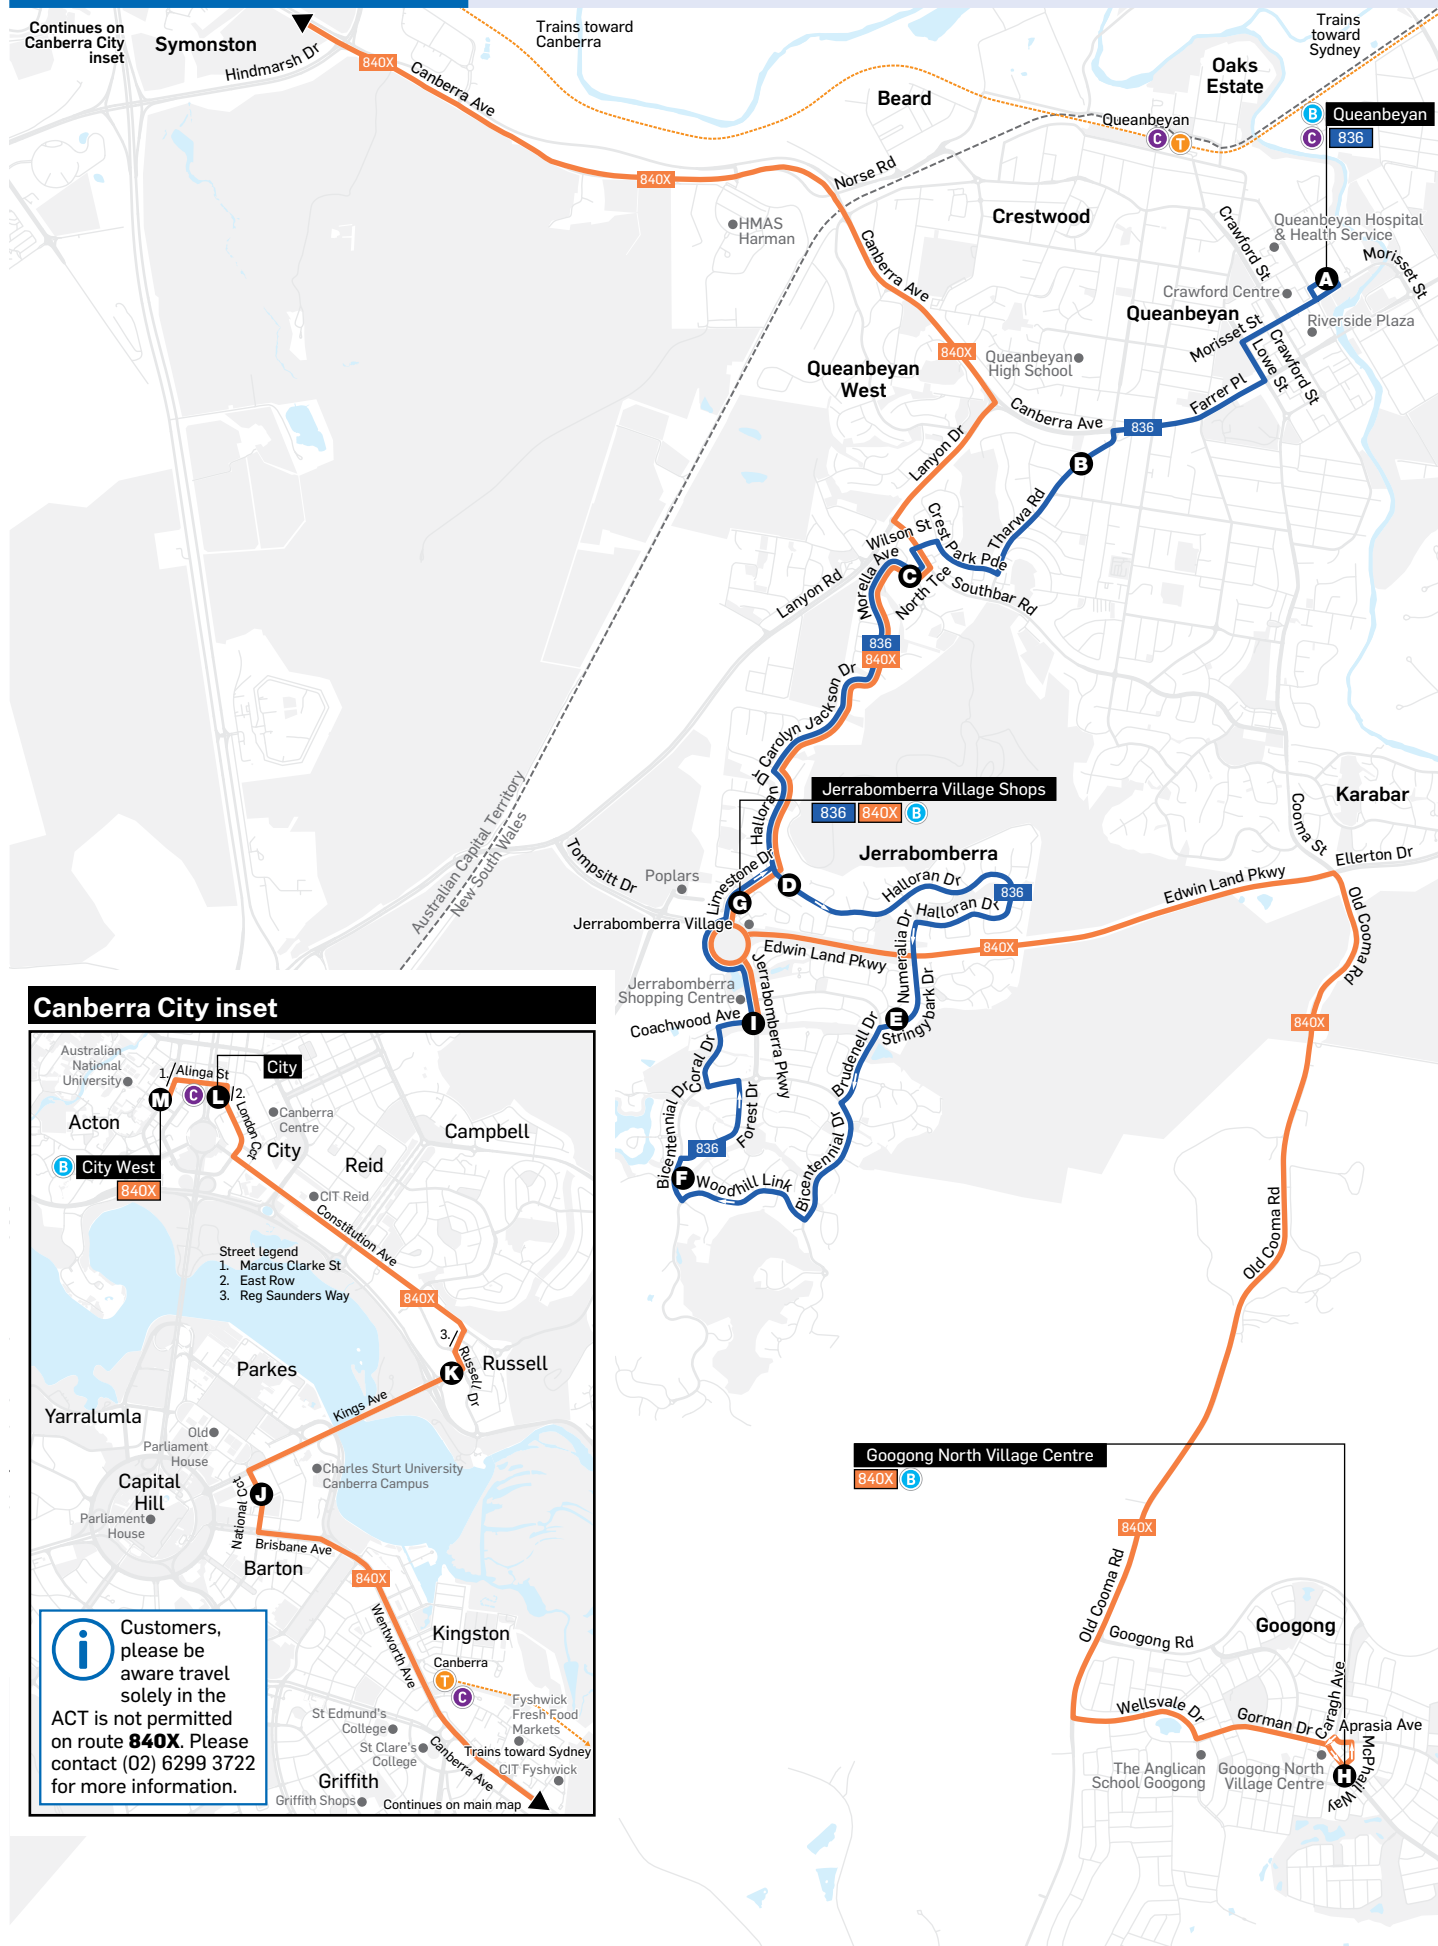 Continues on
Canberra City
inset
Symonston
Hindmarsh Dr
840X
Canberra Ave
Trains toward
Canberra
Trains
toward
Sydney
Oaks
Estate
Beard
Queanbeyan
C
T
B Queanbeyan
C 836
840X
Norse Rd
HMAS
Harman
Crestwood
Canberra Ave
Crawford St
Queanbeyan Hospital
& Health Service
Morisset St
A
Crawford Centre
Queanbeyan
Riverside Plaza
Morisset St
Lowe St
Crawford St
840X
Queanbeyan
High School
Queanbeyan
West
Farrer Pl
Canberra Ave
836
Lanyon Dr
B
Tharwa Rd
Wilson St
Crest Park Pde
Morella Ave
C
North Tce
Southbar Rd
Lanyon Rd
836
840X
Carolyn Jackson Dr
Halloran Dr
Australian Capital Territory
New South Wales
Jerrabomberra Village Shops
836 840X B
Karabar
Cooma St
Ellerton Dr
Tompsitt Dr
Poplars
Limestone Dr
Jerrabomberra
D
Halloran Dr
836
Halloran Dr
Edwin Land Pkwy
Old Cooma Rd
G
Jerrabomberra Village
Edwin Land Pkwy
840X
Numeralia Dr
Jerrabomberra
Shopping Centre
Jerrabomberra Pkwy
Coachwood Ave
I
E
Stringybark Dr
Brudenell Dr
840X
Coral Dr
Bicentennial Dr
Forest Dr
836
F
Woodhill Link
Bicentennial Dr
Old Cooma Rd
Googong North Village Centre
840X B
840X
Old Cooma Rd
Googong Rd
Googong
Wellsvale Dr
Gorman Dr
Caragh Ave
Aprasia Ave
McPhail Way
H
The Anglican
School Googong
Googong North
Village Centre
Canberra City inset
Australian
National
University
1.
Alinga St
City
M
C
L
2.
London Cct
Acton
Canberra
Centre
City
Campbell
B City West
840X
Reid
CIT Reid
Constitution Ave
Street legend
1. Marcus Clarke St
2. East Row
3. Reg Saunders Way
840X
3.
Russell Dr
K
Russell
Parkes
Kings Ave
Yarralumla
Old
Parliament
House
Charles Sturt University
Canberra Campus
Capital
Hill
National Cct
J
Parliament
House
Brisbane Ave
Barton
840X
Wentworth Ave
Kingston
Canberra
T
C
St Edmund's
College
Fyshwick
Fresh Food
Markets
St Clare's
College
Canberra Ave
Trains toward Sydney
CIT Fyshwick
Griffith
Griffith Shops
Continues on main map
i
Customers,
please be
aware travel
solely in the
ACT is not permitted
on route 840X. Please
contact (02) 6299 3722
for more information.